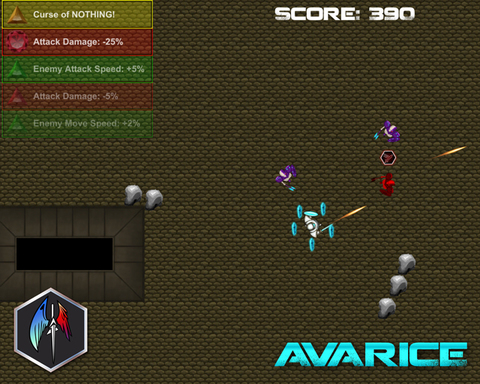 Curse of NOTHING!
SCORE: 390
Attack Damage: -25%
Enemy Attack Speed: +5%
Attack Damage: -5%
Enemy Move Speed: +2%
AVARICE